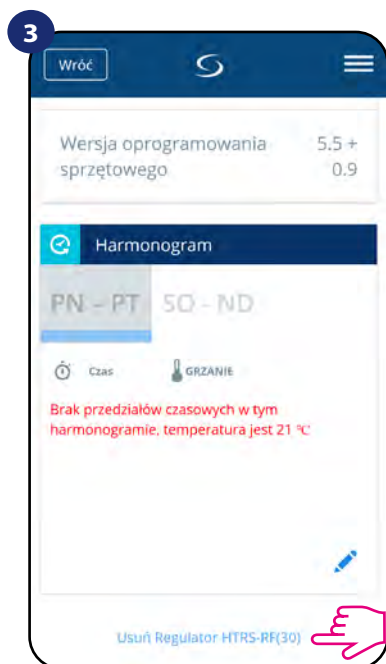 3
Wróć
Wersja oprogramowania 5.5 +
sprzętowego 0.9
Harmonogram
PN - PT SO - ND
Czas GRZANIE
Brak przedziałów czasowych w tym
harmonogramie, temperatura jest 21 °C
Usuń Regulator HTRS-RF(30)